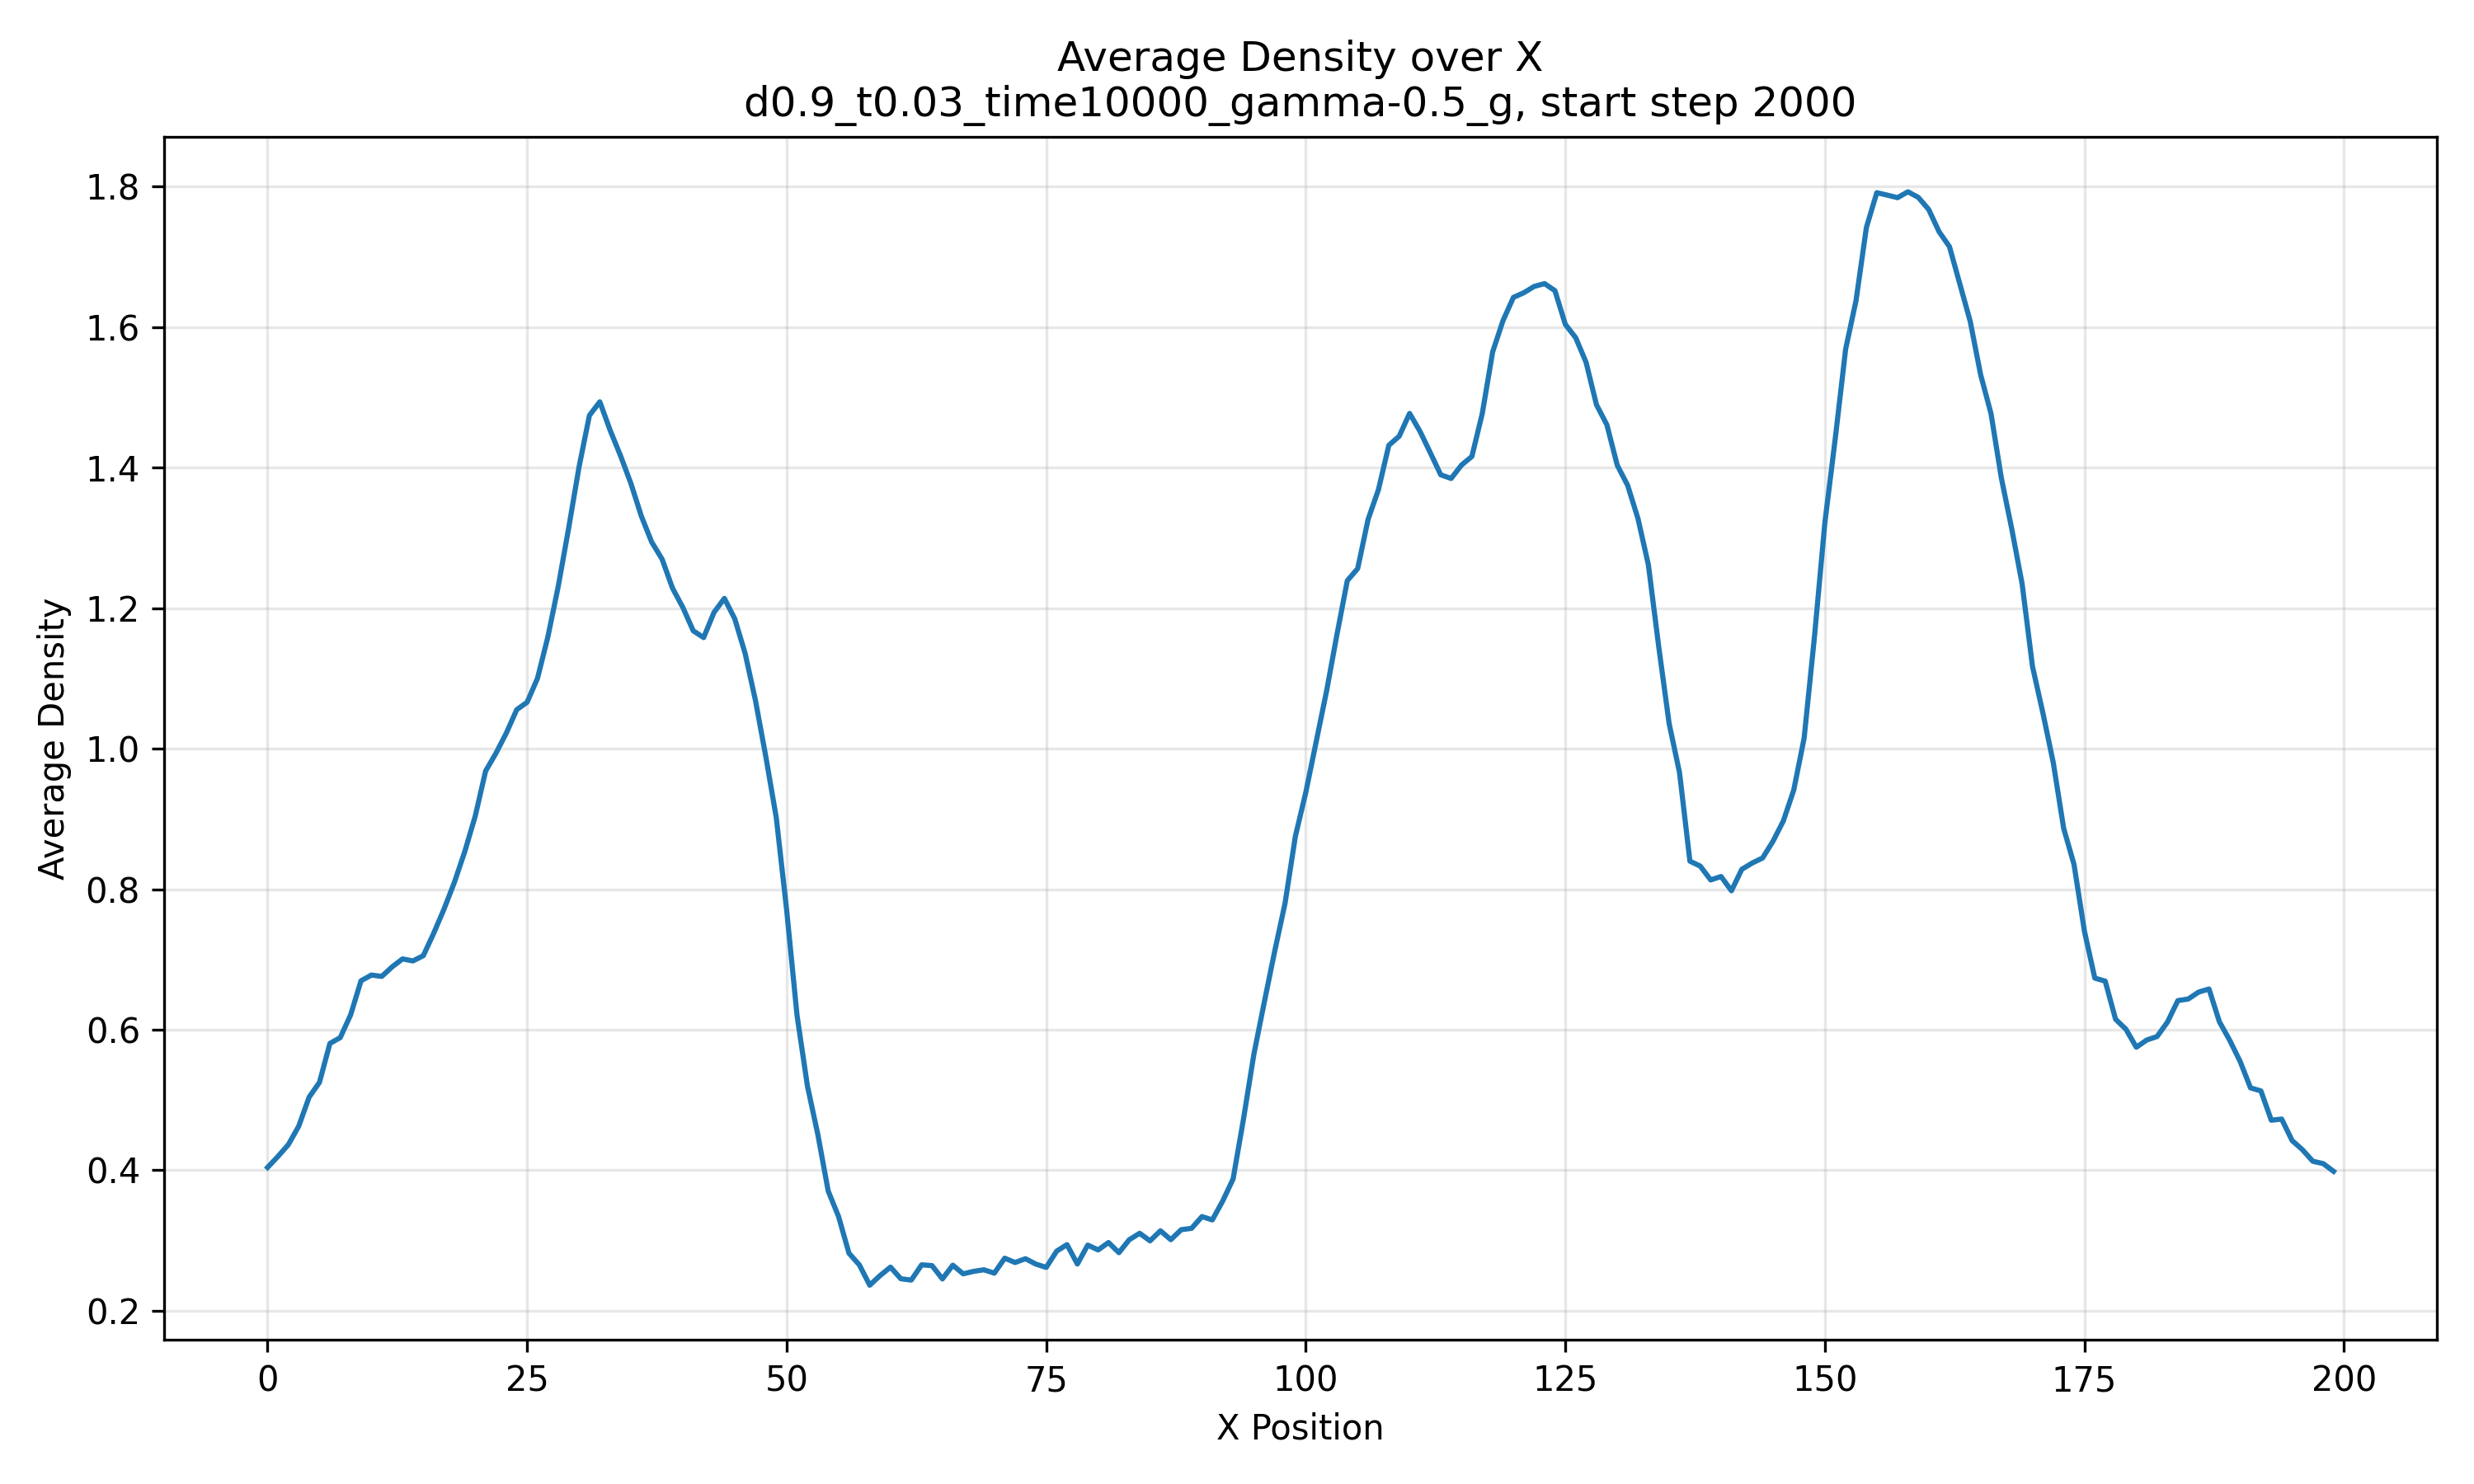 Average Density over X
d0.9_t0.03_time10000_gamma-0.5_g, start step 2000
Average Density
1.8
1.6
1.4
1.2
1.0
0.8
0.6
0.4
0.2
0 25 50 75 100 125 150 175 200
X Position